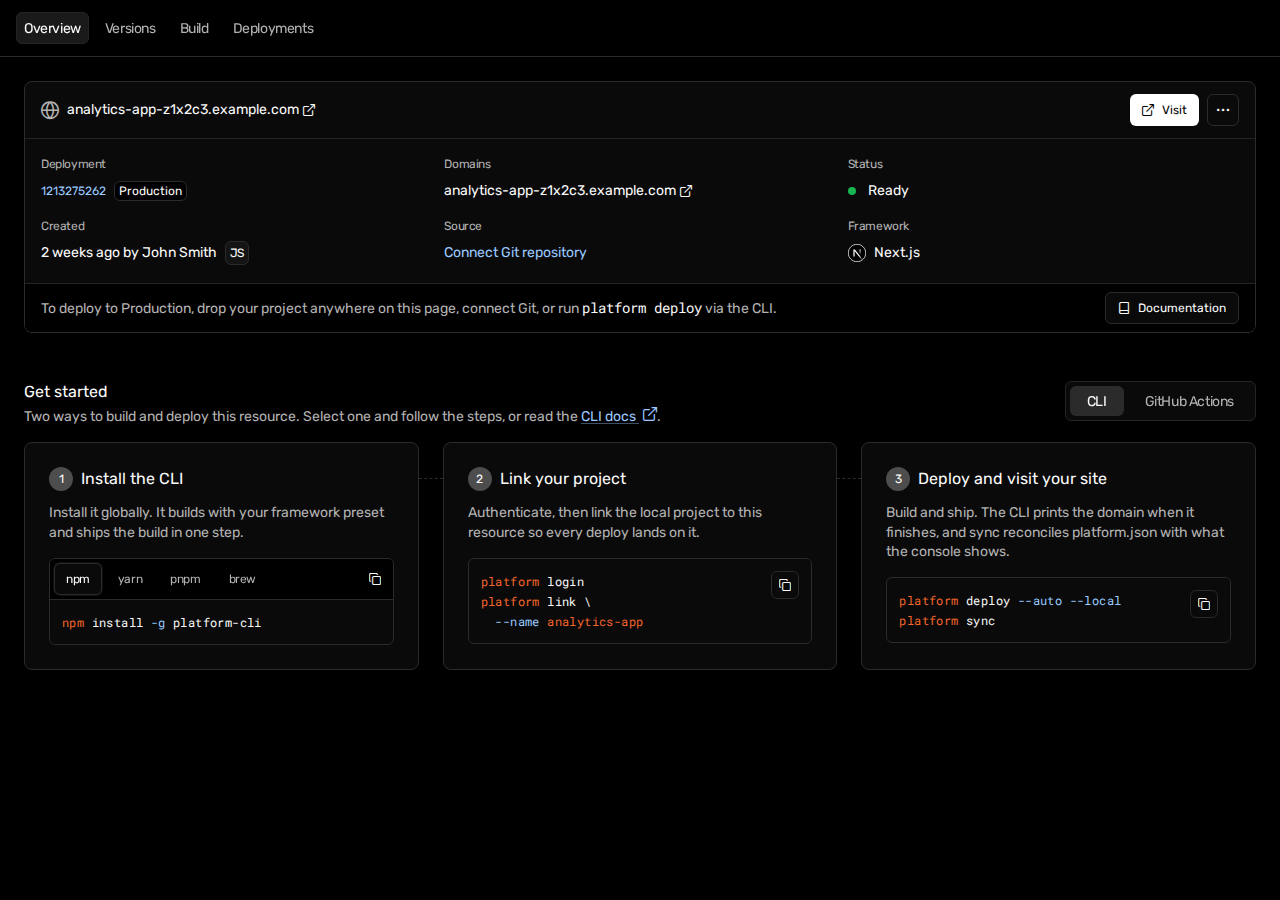 Overview Versions Build Deployments
analytics-app-z1x2c3.example.com
Visit
Deployment Domains Status
1213275262 Production analytics-app-z1x2c3.example.com Ready
Created Source Framework
2 weeks ago by John Smith JS Connect Git repository Next.js
To deploy to Production, drop your project anywhere on this page, connect Git, or run platform deploy via the CLI.
Documentation
Get started
Two ways to build and deploy this resource. Select one and follow the steps, or read the CLI docs .
CLI GitHub Actions
1 Install the CLI
Install it globally. It builds with your framework preset
and ships the build in one step.
npm yarn pnpm brew
npm install -g platform-cli
2 Link your project
Authenticate, then link the local project to this
resource so every deploy lands on it.
platform login
platform link \
--name analytics-app
3 Deploy and visit your site
Build and ship. The CLI prints the domain when it
finishes, and sync reconciles platform.json with what
the console shows.
platform deploy --auto --local
platform sync